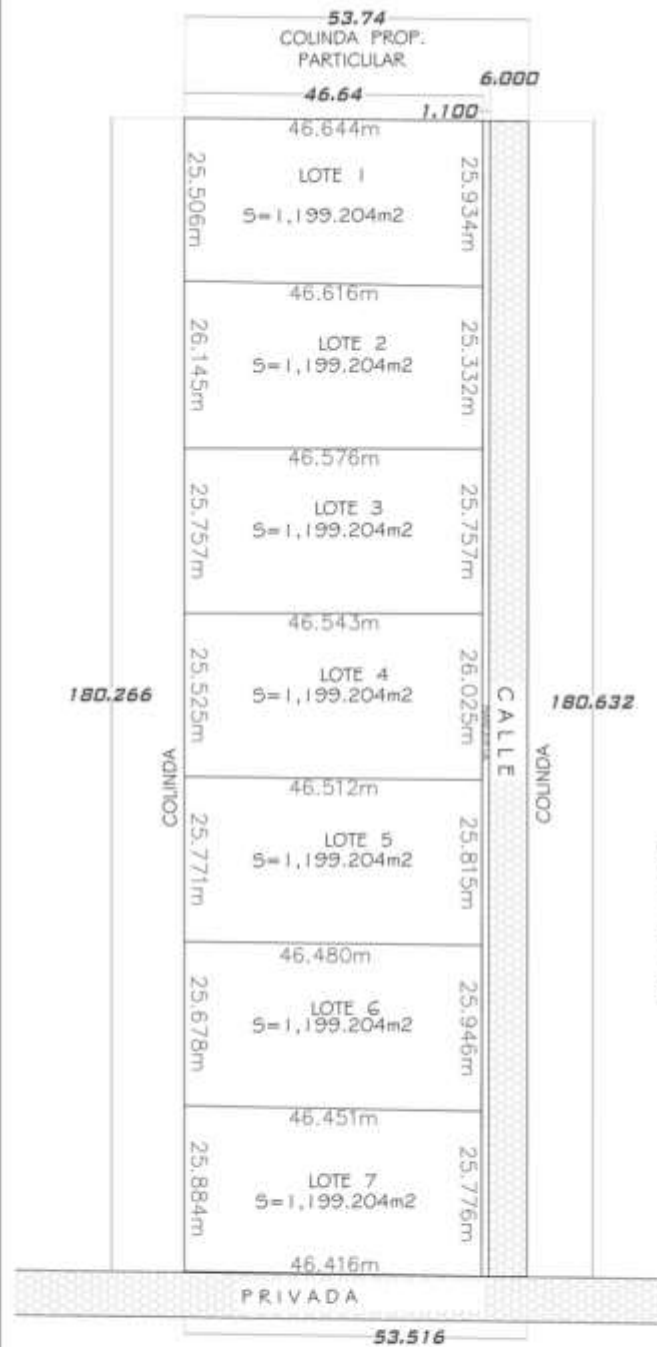 53.74
COLINDA PROP.
PARTICULAR
6.000
46.64
1.100
46.644m
25.506m
LOTE 1
S=1,199.204m2
25.934m
46.616m
26.145m
LOTE 2
S=1,199.204m2
25.332m
46.576m
25.757m
LOTE 3
S=1,199.204m2
25.757m
46.543m
25.525m
LOTE 4
S=1,199.204m2
26.025m
180.266
CALLE
180.632
COLINDA
COLINDA
46.512m
25.771m
LOTE 5
S=1,199.204m2
25.815m
46.480m
25.678m
LOTE 6
S=1,199.204m2
25.946m
46.451m
25.884m
LOTE 7
S=1,199.204m2
25.776m
46.416m
PRIVADA
53.516